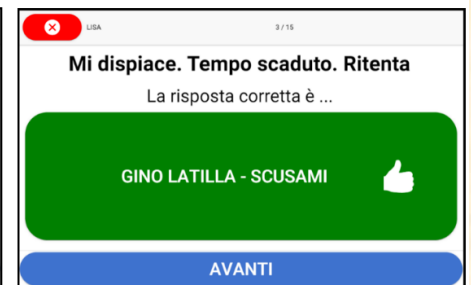 LISA
3 / 15
Mi dispiace. Tempo scaduto. Ritenta
La risposta corretta è ...
GINO LATILLA - SCUSAMI
AVANTI